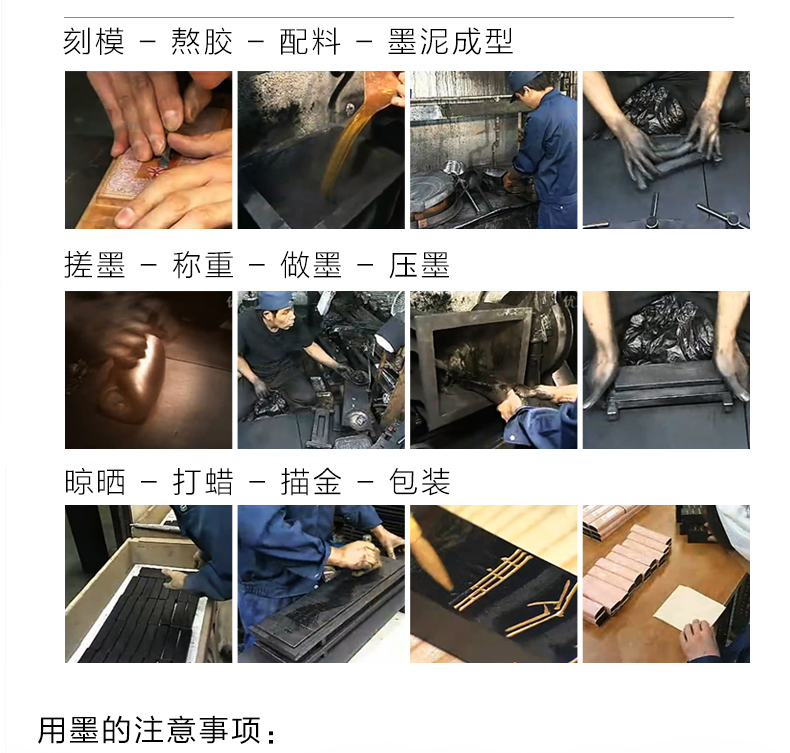 刻模 – 熬胶 – 配料 – 墨泥成型
搓墨 – 称重 – 做墨 – 压墨
晾晒 – 打蜡 – 描金 – 包装
用墨的注意事项：